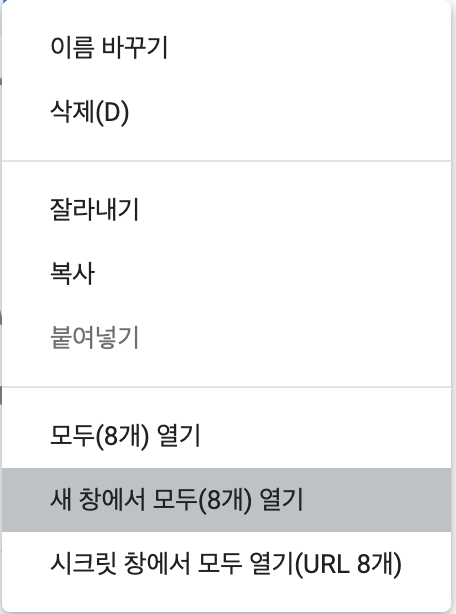 이름 바꾸기
삭제(D)
잘라내기
복사
붙여넣기
모두(8개) 열기
새 창에서 모두(8개) 열기
시크릿 창에서 모두 열기(URL 8개)